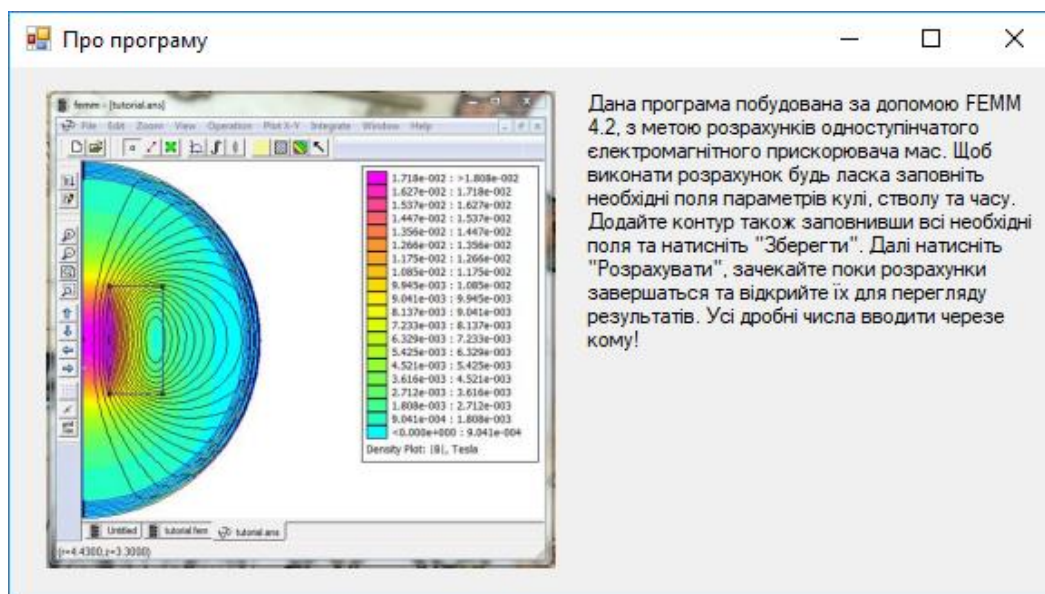 Про програму
femm - [tutorial.ans]
File Edit Zoom View Operation Plot X-Y Integrate Window Help
1.718e-002 : >1.808e-002
1.627e-002 : 1.718e-002
1.537e-002 : 1.627e-002
1.447e-002 : 1.537e-002
1.356e-002 : 1.447e-002
1.266e-002 : 1.356e-002
1.175e-002 : 1.266e-002
1.085e-002 : 1.175e-002
9.945e-003 : 1.085e-002
9.041e-003 : 9.945e-003
8.137e-003 : 9.041e-003
7.233e-003 : 8.137e-003
6.329e-003 : 7.233e-003
5.425e-003 : 6.329e-003
4.521e-003 : 5.425e-003
3.616e-003 : 4.521e-003
2.712e-003 : 3.616e-003
1.808e-003 : 2.712e-003
9.041e-004 : 1.808e-003
<0.000e+000 : 9.041e-004
Density Plot: |B|, Tesla
Untitled tutorial.fem tutorial.ans
(r=4.4300,z=3.3000)
Дана програма побудована за допомою FEMM
4.2, з метою розрахунків одноступінчатого
єлектромагнітного прискорювача мас. Щоб
виконати розрахунок будь ласка заповніть
необхідні поля параметрів кулі, стволу та часу.
Додайте контур також заповнивши всі необхідні
поля та натисніть "Зберегти". Далі натисніть
"Розрахувати", зачекайте поки розрахунки
завершаться та відкрийте їх для перегляду
результатів. Усі дробні числа вводити черезе
кому!